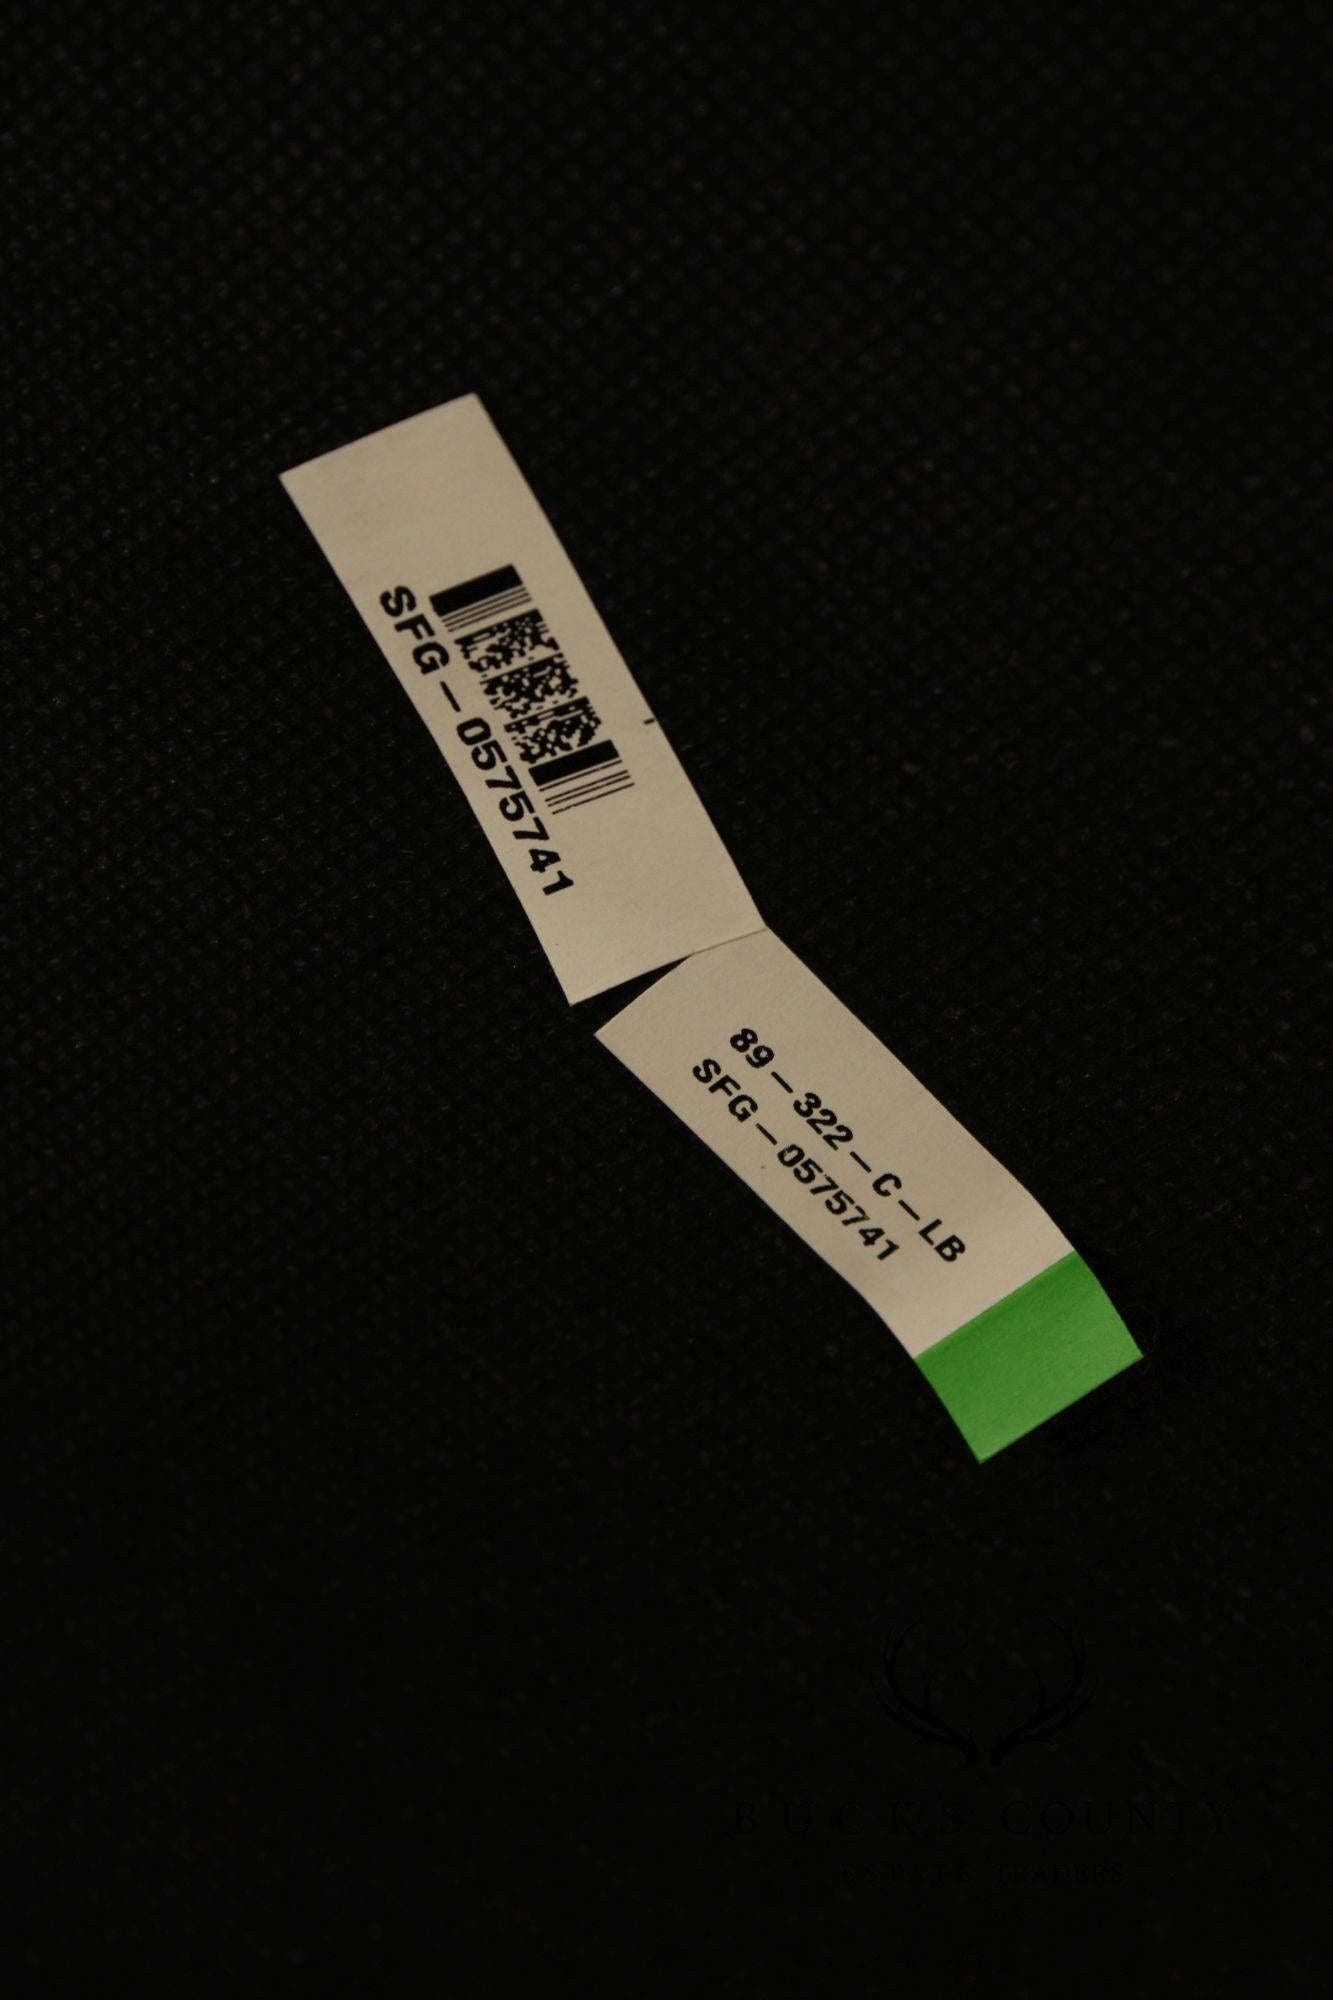 SFG-0575741
89-322-C-LB
SFG-0575741
BUCKS COUNTY
ESTATE TRADERS